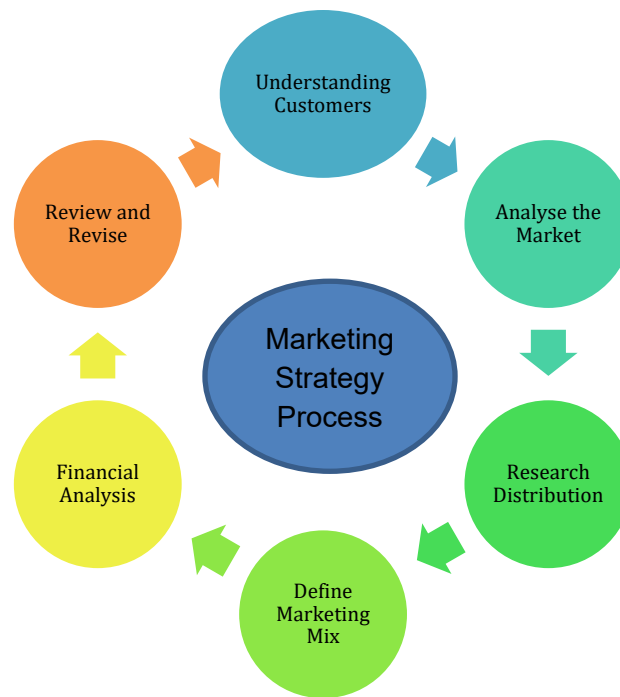 Understanding
Customers
Analyse the
Market
Research
Distribution
Define
Marketing
Mix
Financial
Analysis
Review and
Revise
Marketing
Strategy
Process